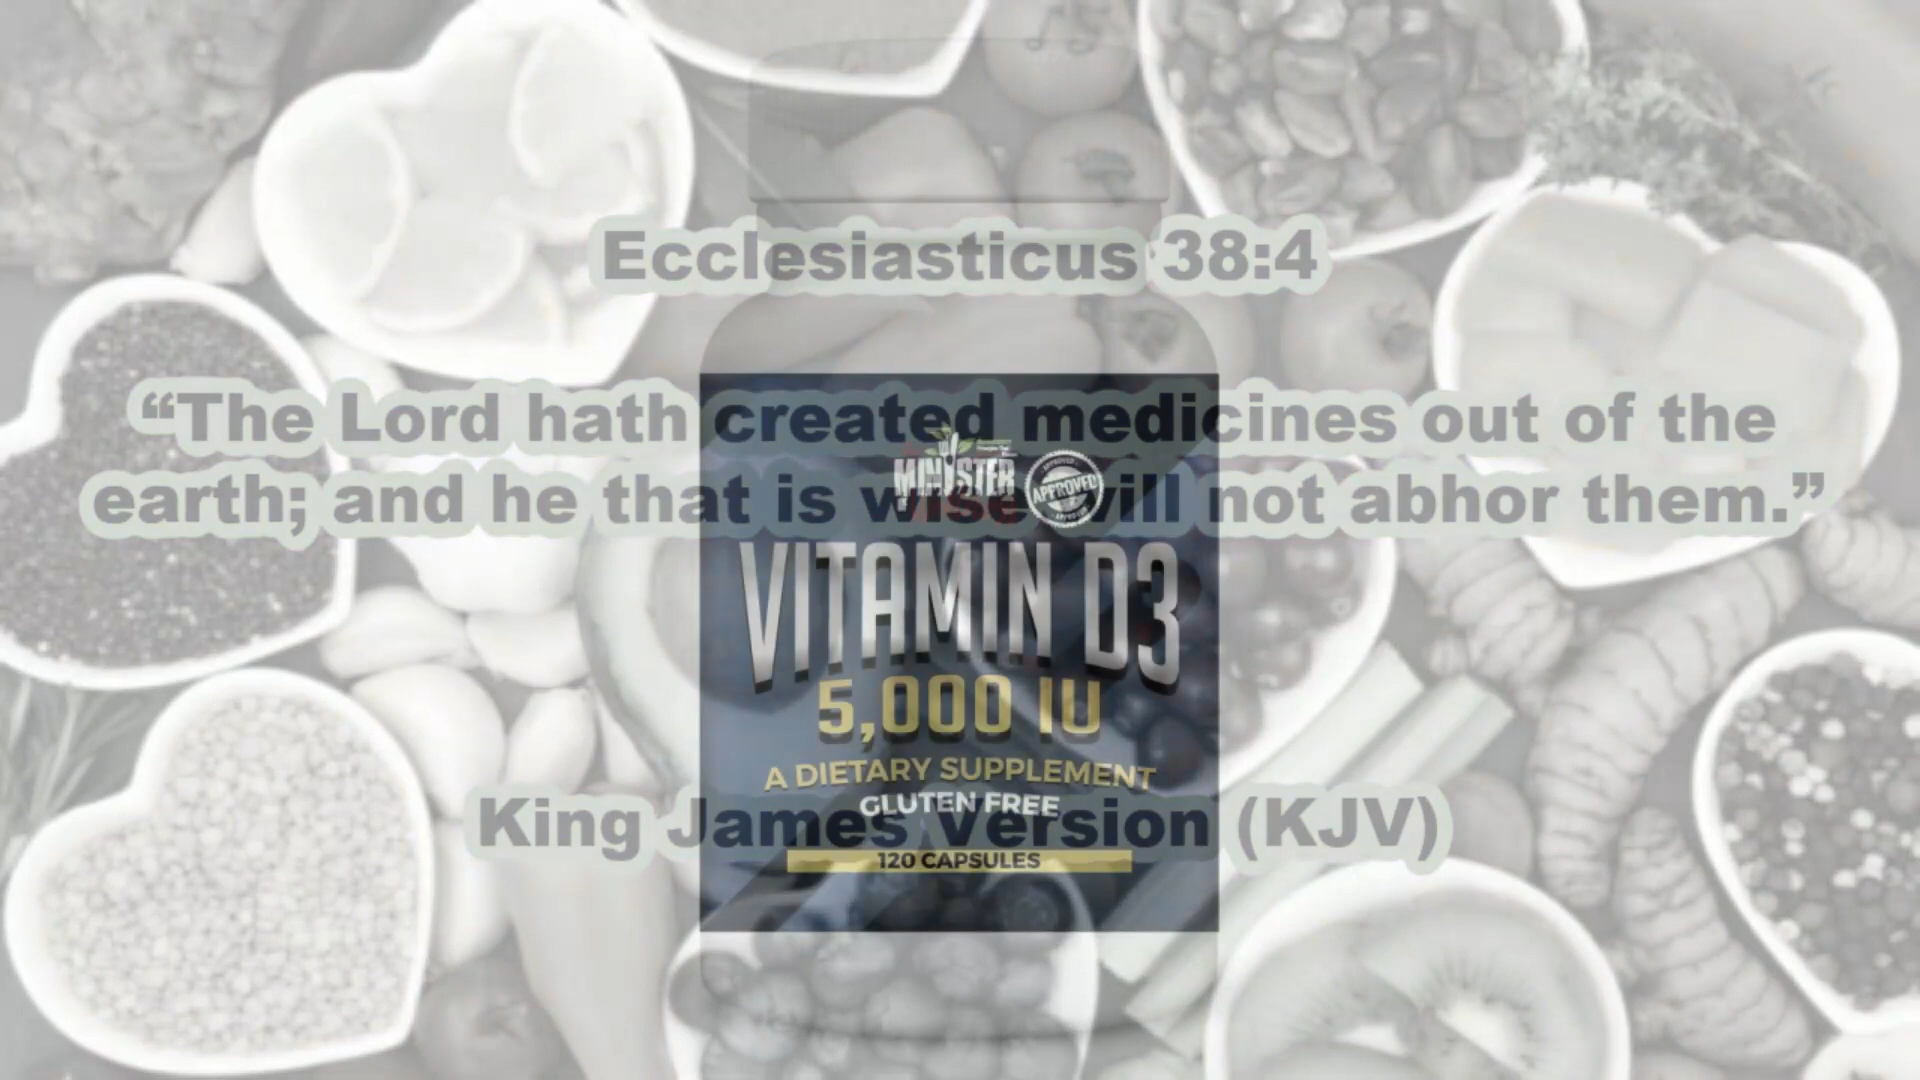 Ecclesiasticus 38:4
“The Lord hath created medicines out of the
earth; and he that is wise will not abhor them.”
MINISTER
APPROVED
VITAMIN D3
5,000 IU
A DIETARY SUPPLEMENT
GLUTEN FREE
King James Version (KJV)
120 CAPSULES